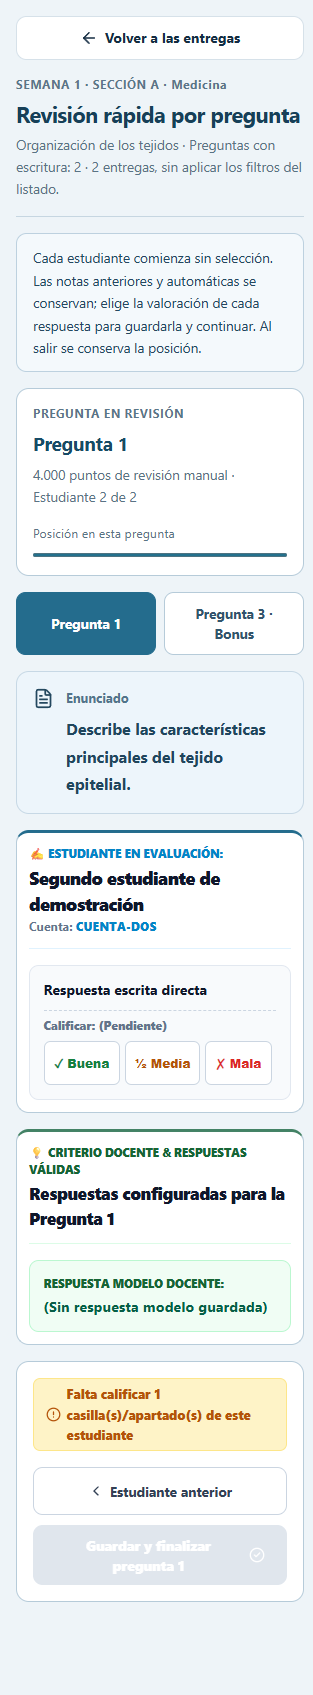 Volver a las entregas
SEMANA 1 · SECCIÓN A · Medicina
Revisión rápida por pregunta
Organización de los tejidos · Preguntas con
escritura: 2 · 2 entregas, sin aplicar los filtros del
listado.
Cada estudiante comienza sin selección.
Las notas anteriores y automáticas se
conservan; elige la valoración de cada
respuesta para guardarla y continuar. Al
salir se conserva la posición.
PREGUNTA EN REVISIÓN
Pregunta 1
4.000 puntos de revisión manual ·
Estudiante 2 de 2
Posición en esta pregunta
Pregunta 1
Pregunta 3 ·
Bonus
Enunciado
Describe las características
principales del tejido
epitelial.
✍️ ESTUDIANTE EN EVALUACIÓN:
Segundo estudiante de
demostración
Cuenta: CUENTA-DOS
Respuesta escrita directa
Calificar: (Pendiente)
✓ Buena
½ Media
✗ Mala
💡 CRITERIO DOCENTE & RESPUESTAS
VÁLIDAS
Respuestas configuradas para la
Pregunta 1
RESPUESTA MODELO DOCENTE:
(Sin respuesta modelo guardada)
Falta calificar 1
casilla(s)/apartado(s) de este
estudiante
Estudiante anterior
Guardar y finalizar
pregunta 1